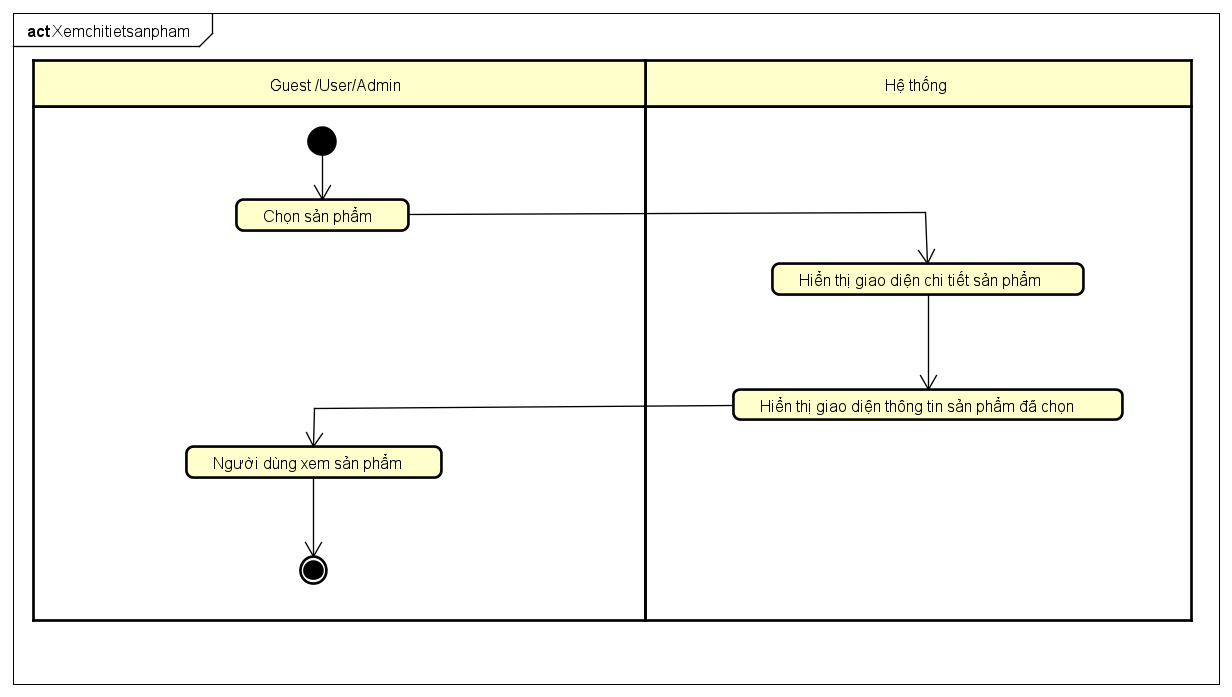 act Xemchitietsanpham
Guest /User/Admin
Hệ thống
Chọn sản phẩm
Hiển thị giao diện chi tiết sản phẩm
Hiển thị giao diện thông tin sản phẩm đã chọn
Người dùng xem sản phẩm